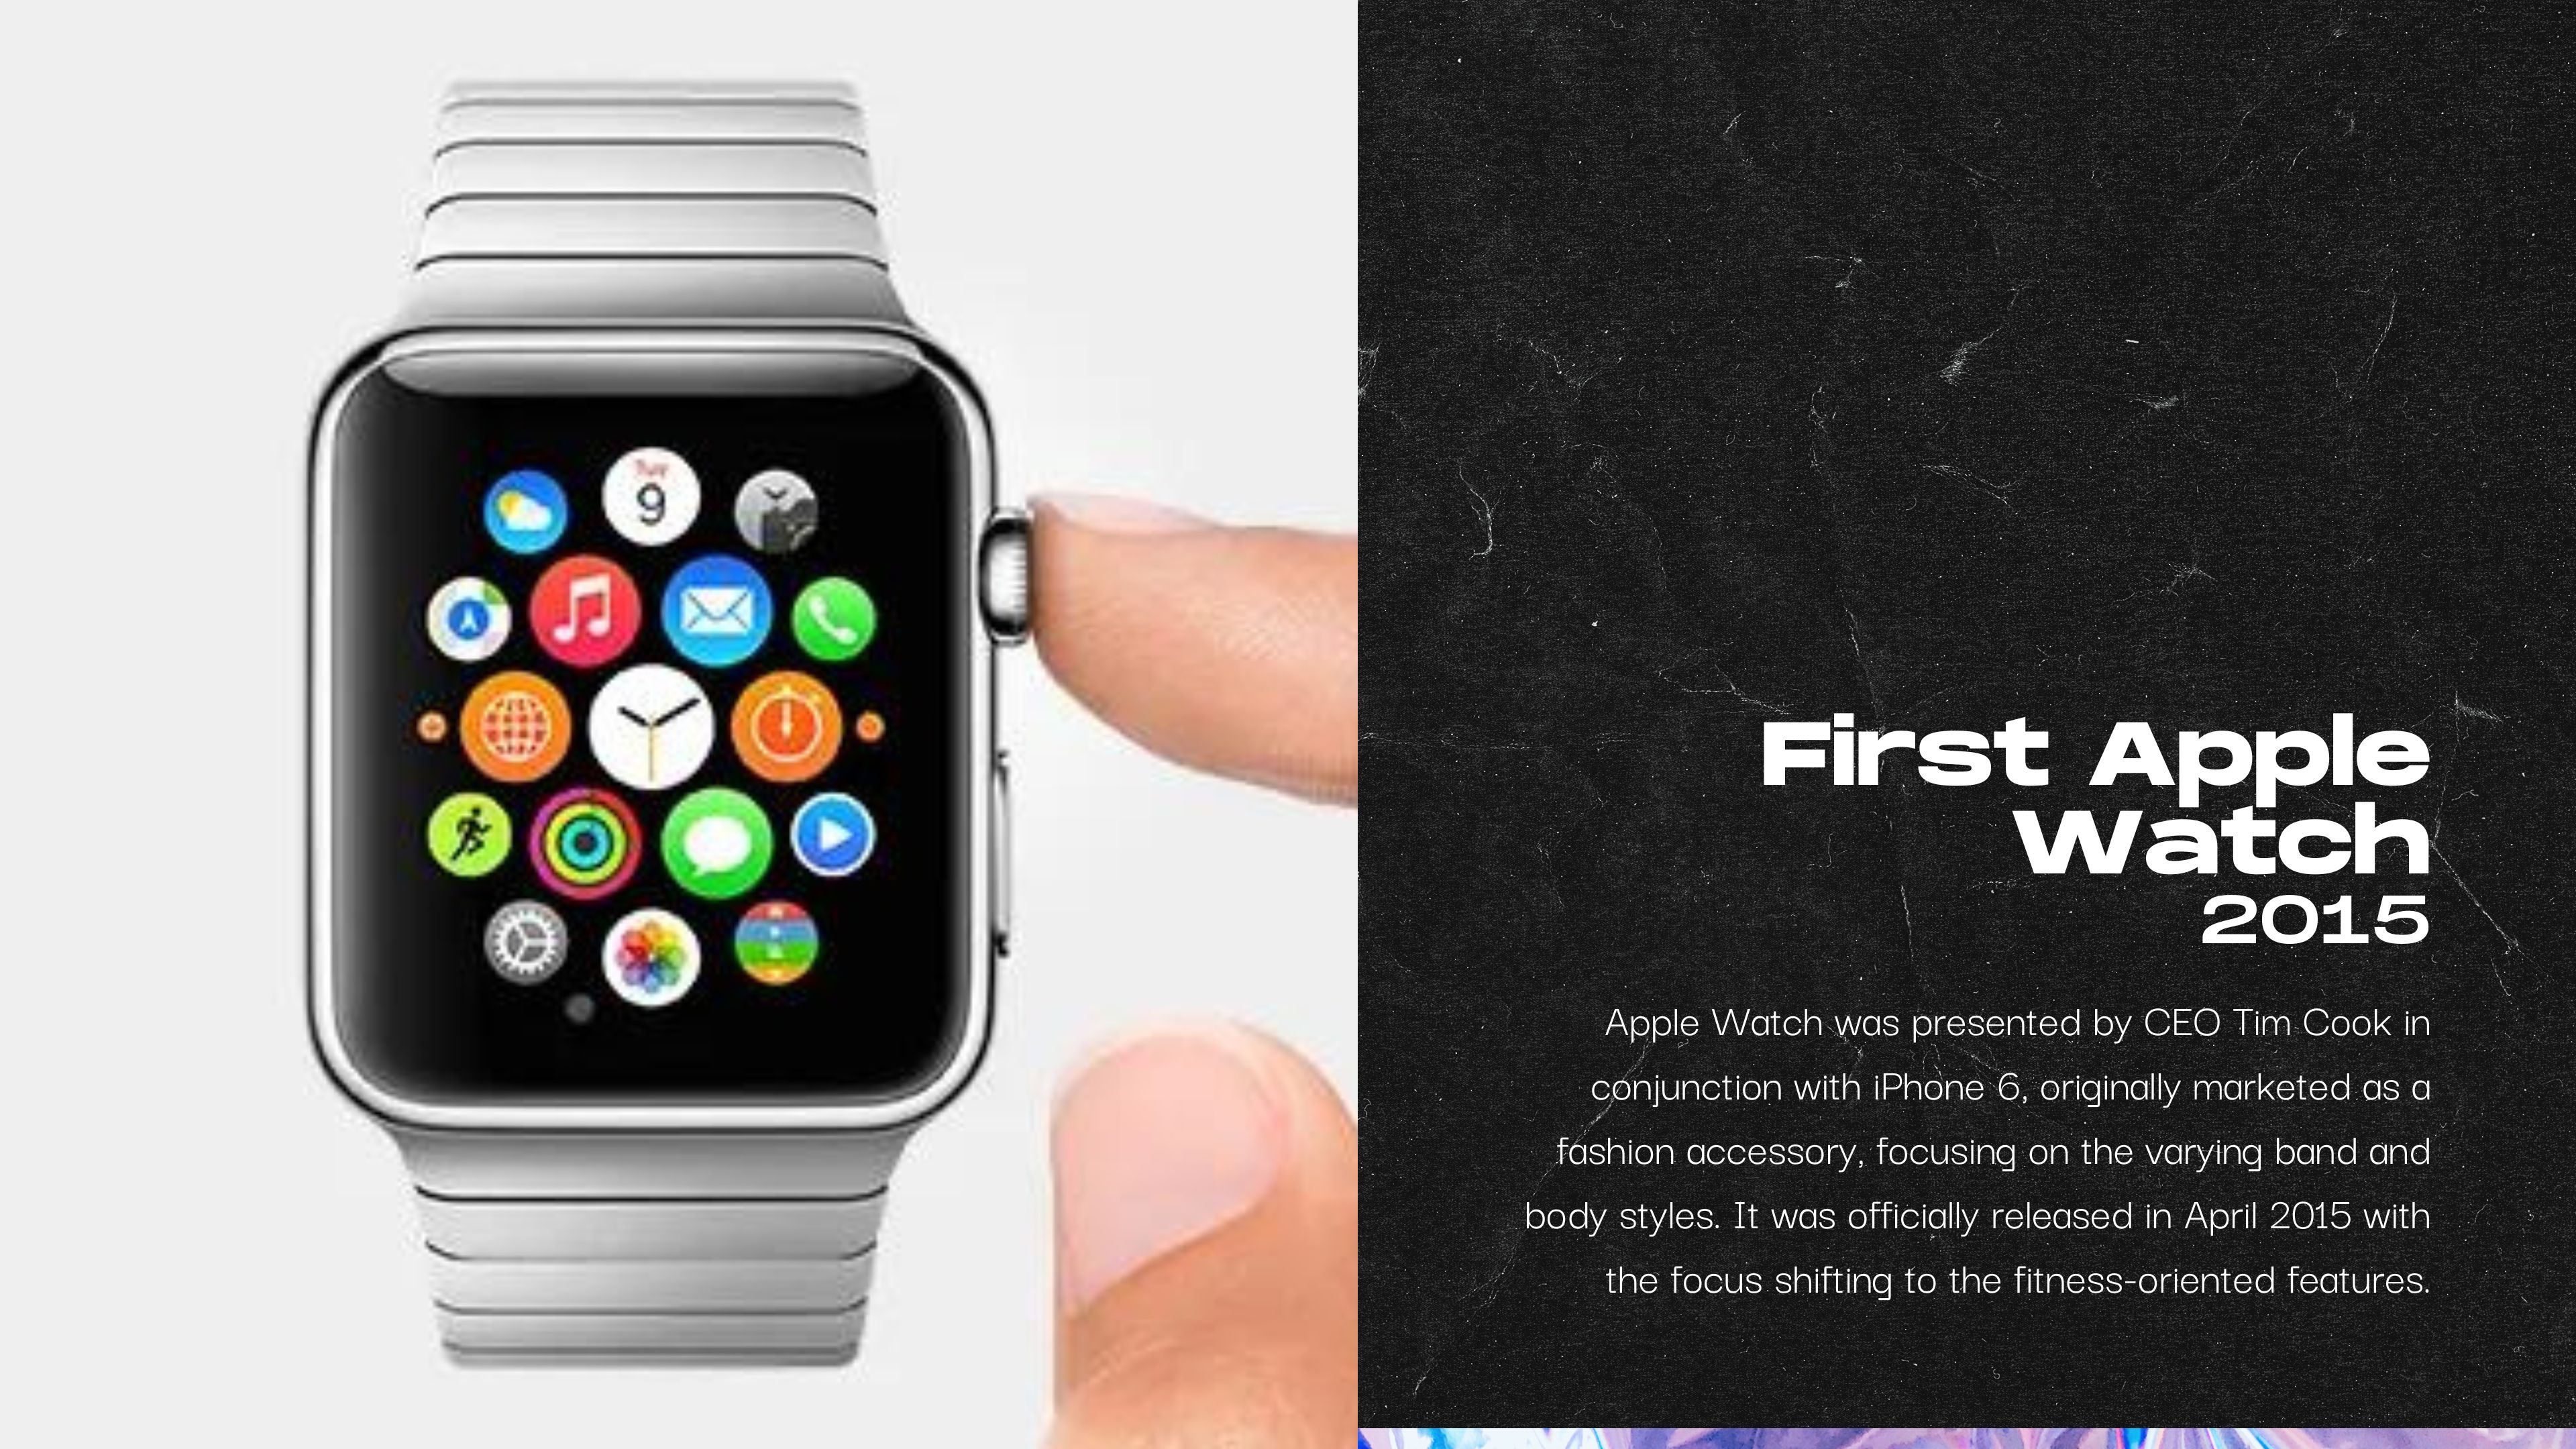 Tue
9
First Apple
Watch
2015
Apple Watch was presented by CEO Tim Cook in
conjunction with iPhone 6, originally marketed as a
fashion accessory, focusing on the varying band and
body styles. It was officially released in April 2015 with
the focus shifting to the fitness-oriented features.